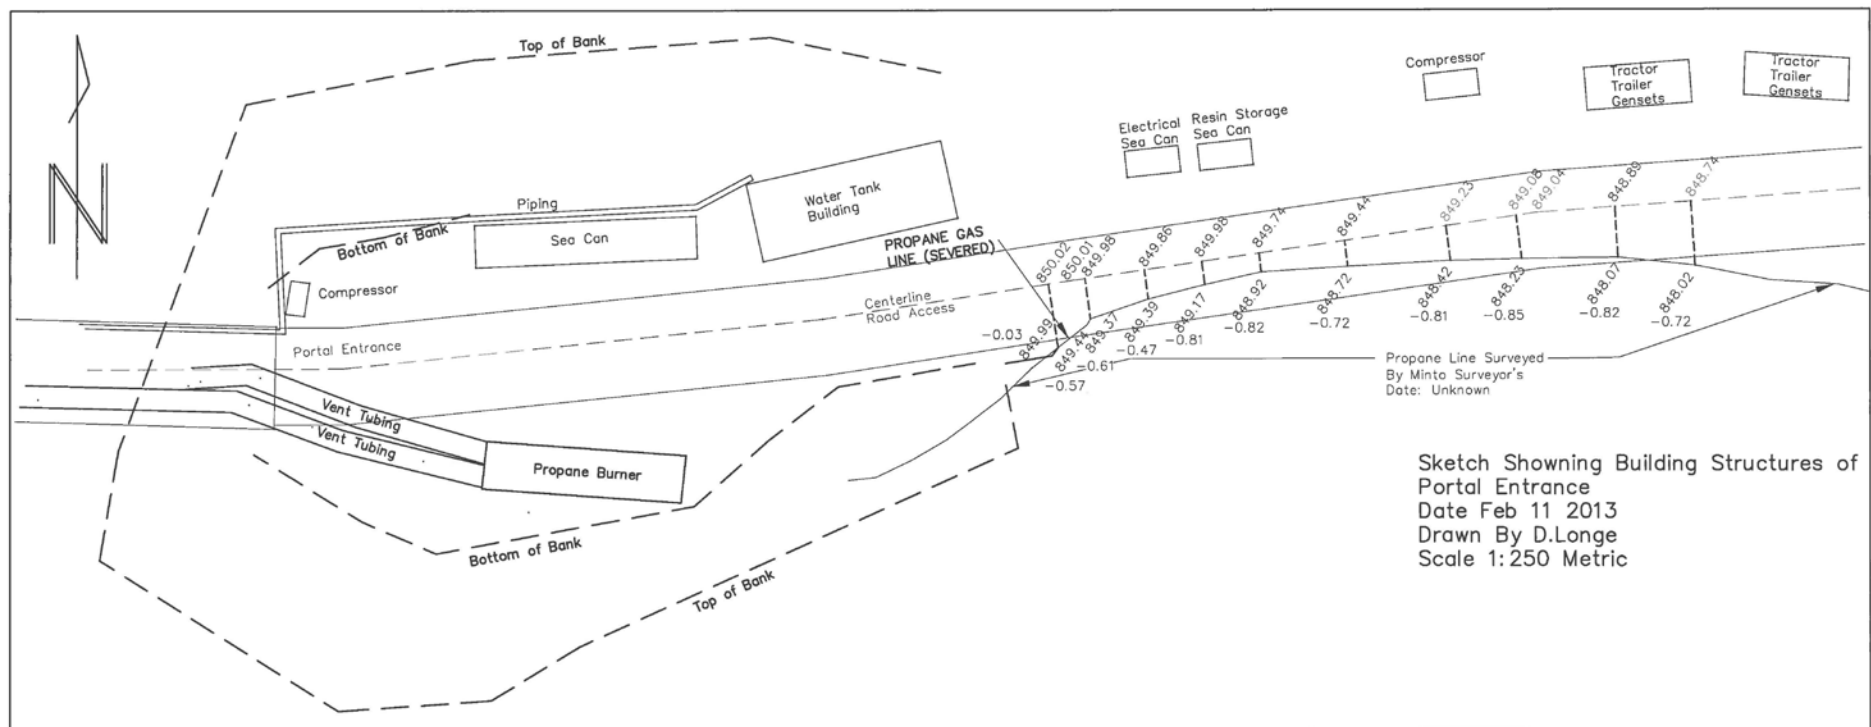 N
Top of Bank
Compressor
Tractor
Trailer
Gensets
Tractor
Trailer
Gensets
Electrical
Sea Can
Resin Storage
Sea Can
Water Tank
Building
Piping
Bottom of Bank
Sea Can
Compressor
PROPANE GAS
LINE (SEVERED)
850.02
850.01
849.98
849.86
849.98
849.74
849.44
849.23
849.08
849.04
848.89
848.74
Centerline
Road Access
Portal Entrance
849.99
849.44
849.37
849.39
849.17
848.92
848.72
848.42
848.23
848.07
848.02
-0.03
-0.57
-0.61
-0.47
-0.81
-0.82
-0.72
-0.81
-0.85
-0.82
-0.72
Propane Line Surveyed
By Minto Surveyor's
Date: Unknown
Vent Tubing
Vent Tubing
Propane Burner
Bottom of Bank
Top of Bank
Sketch Showning Building Structures of
Portal Entrance
Date Feb 11 2013
Drawn By D.Longe
Scale 1:250 Metric